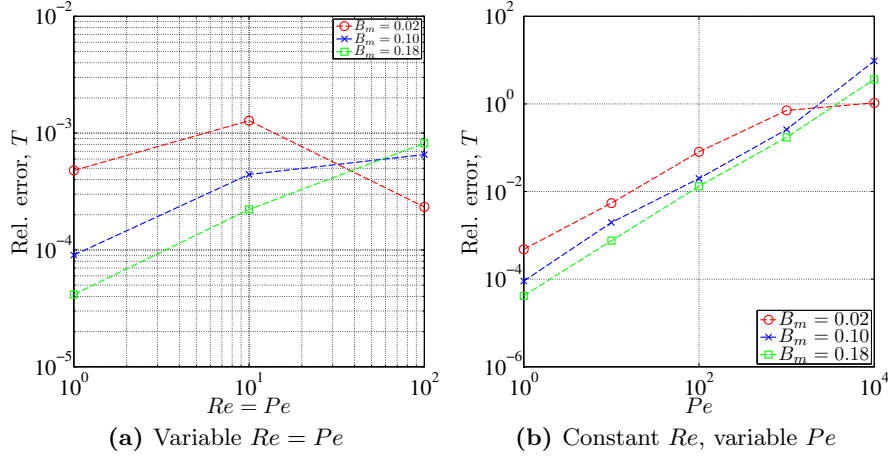 10^-2
10^-3
10^-4
10^-5
Rel. error, T
B_m = 0.02
B_m = 0.10
B_m = 0.18
10^0
10^1
10^2
Re = Pe
(a) Variable Re = Pe
10^2
10^0
10^-2
10^-4
10^-6
Rel. error, T
B_m = 0.02
B_m = 0.10
B_m = 0.18
10^0
10^2
10^4
Pe
(b) Constant Re, variable Pe